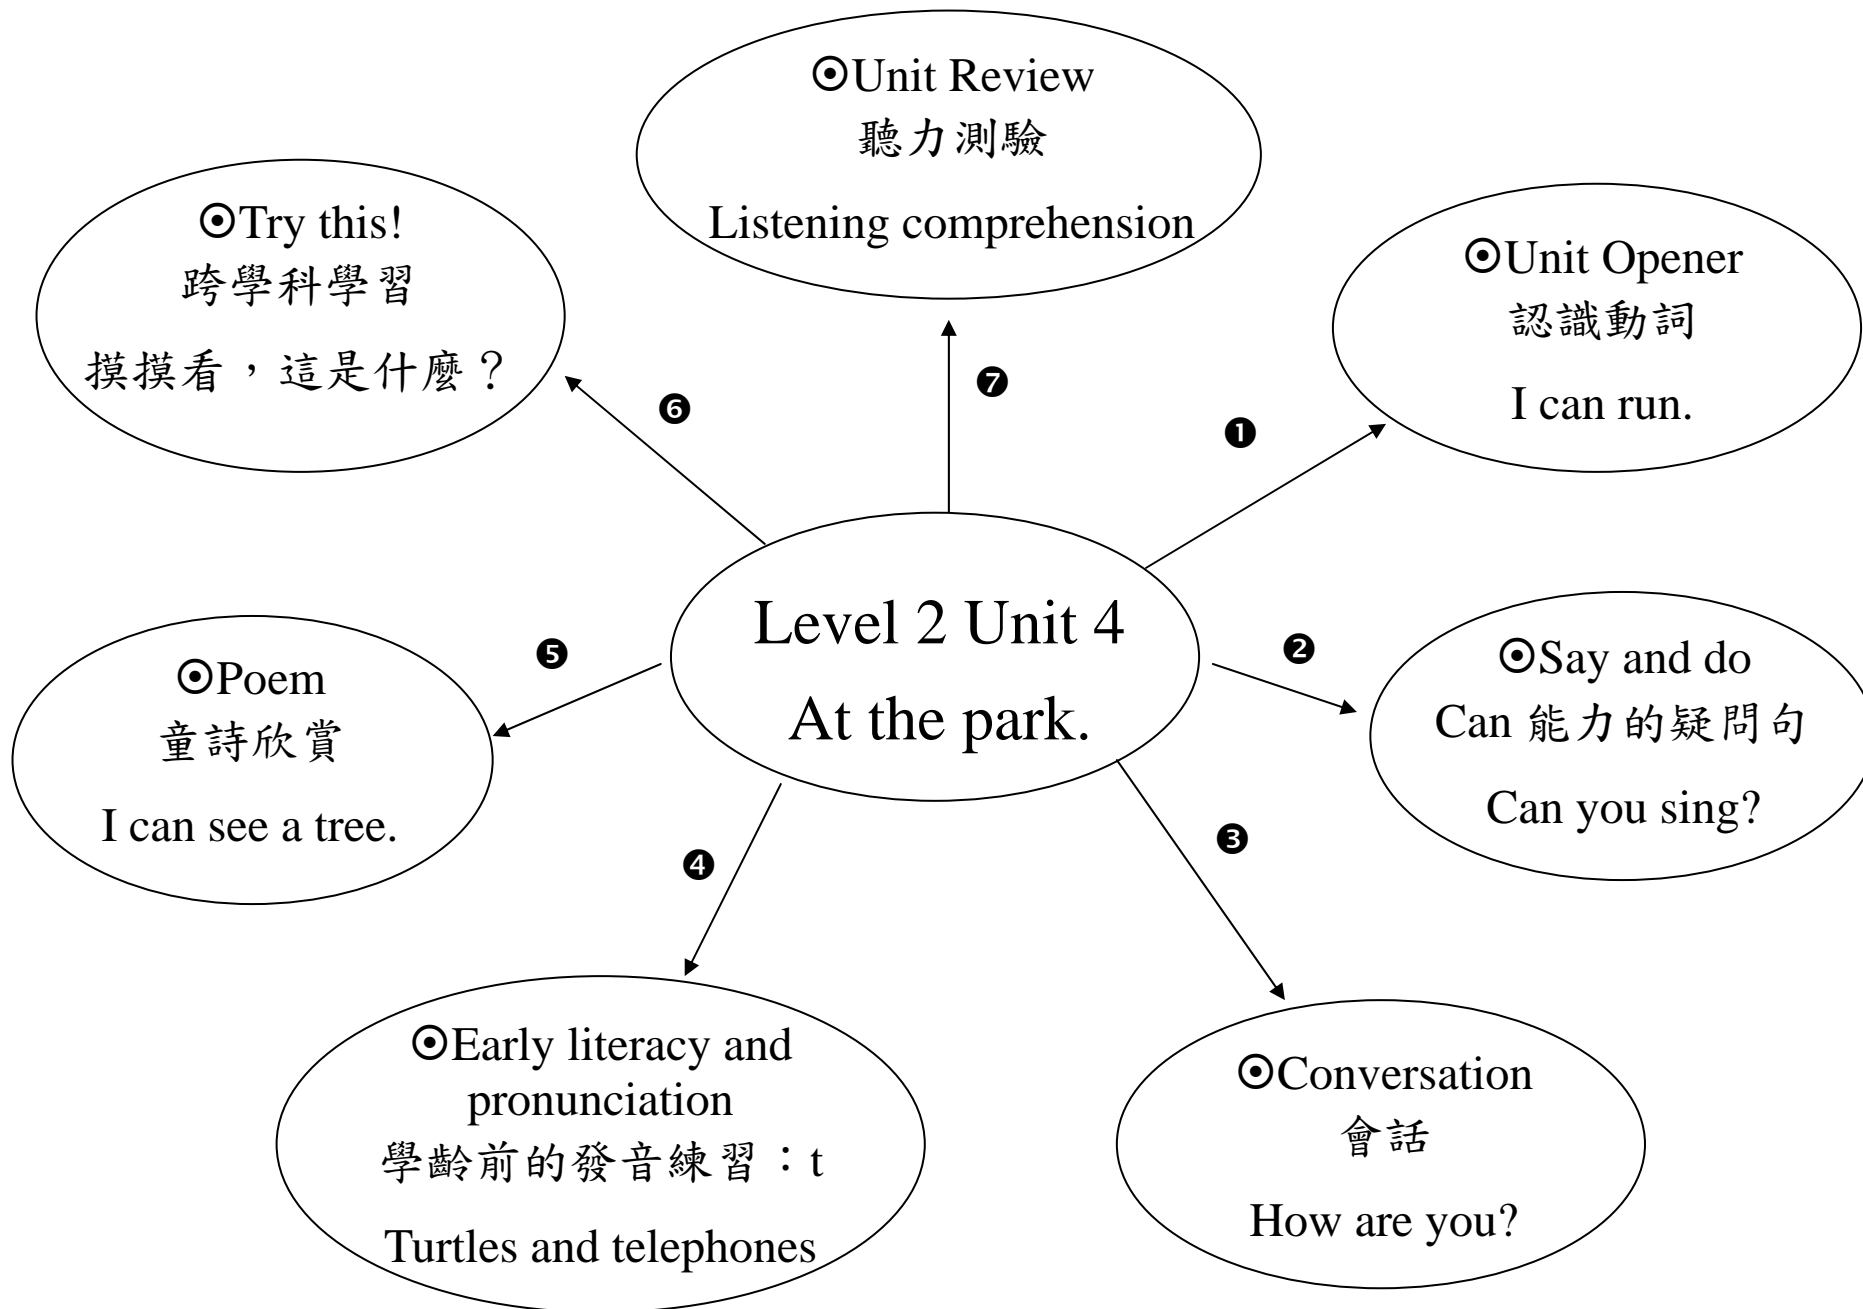 Level 2 Unit 4
At the park.
❶
⊙Unit Opener
認識動詞
I can run.
❷
⊙Say and do
Can 能力的疑問句
Can you sing?
❸
⊙Conversation
會話
How are you?
❹
⊙Early literacy and
pronunciation
學齡前的發音練習：t
Turtles and telephones
❺
⊙Poem
童詩欣賞
I can see a tree.
❻
⊙Try this!
跨學科學習
摸摸看，這是什麼？
❼
⊙Unit Review
聽力測驗
Listening comprehension